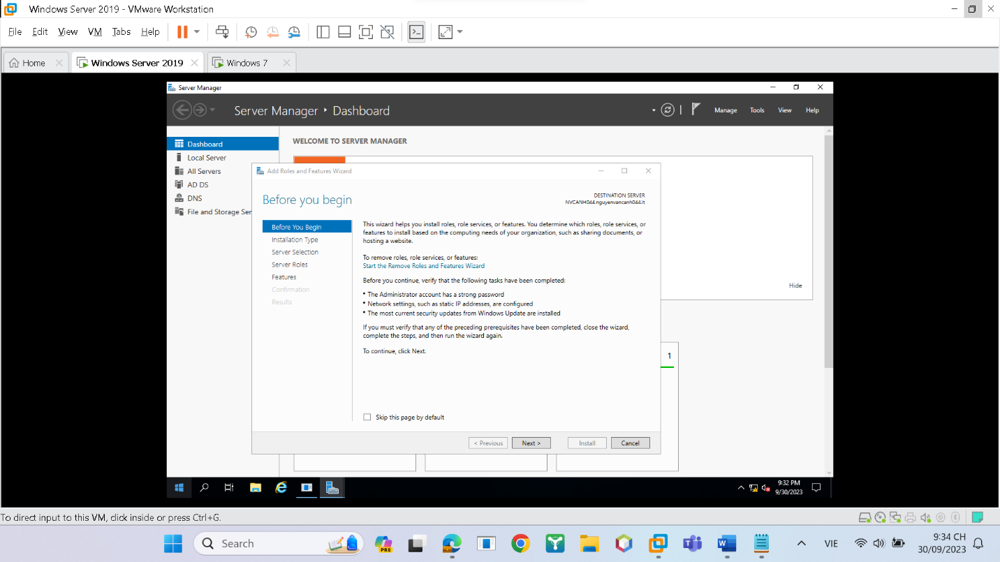 Windows Server 2019 - VMware Workstation
File Edit View VM Tabs Help
Home
Windows Server 2019
Windows 7
Server Manager
Server Manager Dashboard
Manage Tools View Help
Dashboard
Local Server
All Servers
AD DS
DNS
File and Storage Ser
WELCOME TO SERVER MANAGER
Hide
1
Add Roles and Features Wizard
Before you begin
DESTINATION SERVER
NVCANH044.nguyenvancanh044.it
Before You Begin
Installation Type
Server Selection
Server Roles
Features
Confirmation
Results
This wizard helps you install roles, role services, or features. You determine which roles, role services, or
features to install based on the computing needs of your organization, such as sharing documents, or
hosting a website.
To remove roles, role services, or features:
Start the Remove Roles and Features Wizard
Before you continue, verify that the following tasks have been completed:
• The Administrator account has a strong password
• Network settings, such as static IP addresses, are configured
• The most current security updates from Windows Update are installed
If you must verify that any of the preceding prerequisites have been completed, close the wizard,
complete the steps, and then run the wizard again.
To continue, click Next.
Skip this page by default
< Previous Next > Install Cancel
9:32 PM
9/30/2023
To direct input to this VM, click inside or press Ctrl+G.
Search
PRE
VIE
9:34 CH
30/09/2023